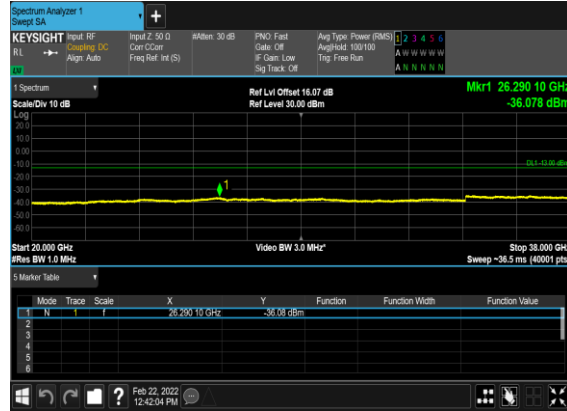 Spectrum Analyzer 1
Swept SA
+
KEYSIGHT Input: RF Input Z: 50 Ω #Atten: 30 dB PNO: Fast Avg Type: Power (RMS) 1 2 3 4 5 6
RL Coupling: DC Corr CCorr Gate: Off Avg|Hold: 100/100 A W W W W W
Align: Auto Freq Ref: Int (S) IF Gain: Low Trig: Free Run
Sig Track: Off A N N N N N
LW
1 Spectrum Ref Lvl Offset 16.07 dB Mkr1 26.290 10 GHz
Scale/Div 10 dB Ref Level 30.00 dBm -36.078 dBm
Log
20.0
10.0
0.00
-10.0
DL1 -13.00 dBm
-20.0
-30.0
1
-40.0
-50.0
-60.0
Start 20.000 GHz Video BW 3.0 MHz* Stop 38.000 GHz
#Res BW 1.0 MHz Sweep ~36.5 ms (40001 pts)
5 Marker Table
Mode Trace Scale X Y Function Function Width Function Value
1 N 1 f 26.290 10 GHz -36.08 dBm
2
3
4
5
6
? Feb 22, 2022
12:42:04 PM